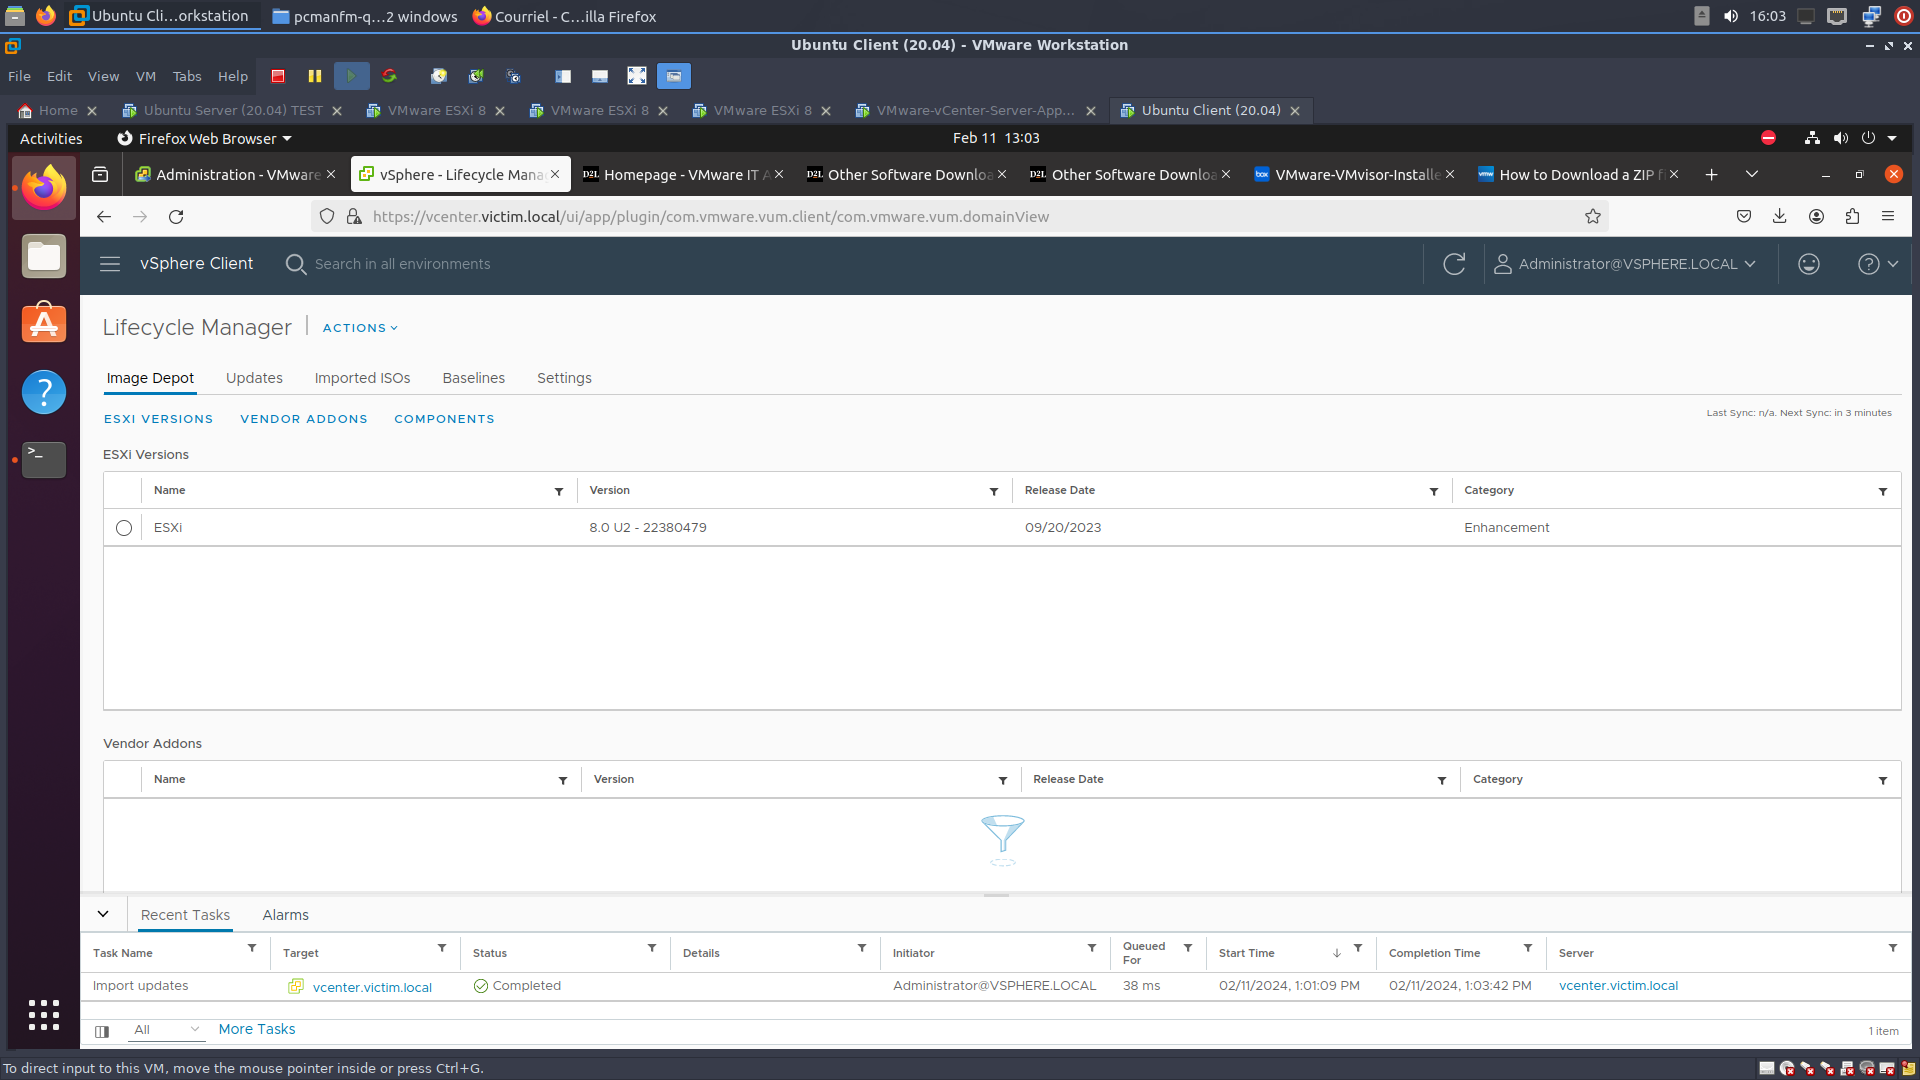 Ubuntu Cli...orkstation
pcmanfm-q...2 windows
Courriel - C...illa Firefox
16:03
Ubuntu Client (20.04) - VMware Workstation
File Edit View VM Tabs Help
Home
Ubuntu Server (20.04) TEST
VMware ESXi 8
VMware ESXi 8
VMware ESXi 8
VMware-vCenter-Server-App...
Ubuntu Client (20.04)
Activities
Firefox Web Browser
Feb 11 13:03
Administration - VMware
vSphere - Lifecycle Mana
D2L Homepage - VMware IT A
D2L Other Software Downloa
D2L Other Software Downloa
box VMware-VMvisor-Installe
vmw How to Download a ZIP f
https://vcenter.victim.local/ui/app/plugin/com.vmware.vum.client/com.vmware.vum.domainView
vSphere Client
Search in all environments
Administrator@VSPHERE.LOCAL
Lifecycle Manager
ACTIONS
Image Depot Updates Imported ISOs Baselines Settings
ESXI VERSIONS VENDOR ADDONS COMPONENTS
Last Sync: n/a. Next Sync: in 3 minutes
ESXi Versions
Name Version Release Date Category
ESXi 8.0 U2 - 22380479 09/20/2023 Enhancement
Vendor Addons
Name Version Release Date Category
Recent Tasks Alarms
Task Name Target Status Details Initiator Queued For Start Time Completion Time Server
Import updates vcenter.victim.local Completed Administrator@VSPHERE.LOCAL 38 ms 02/11/2024, 1:01:09 PM 02/11/2024, 1:03:42 PM vcenter.victim.local
All More Tasks
1 item
To direct input to this VM, move the mouse pointer inside or press Ctrl+G.